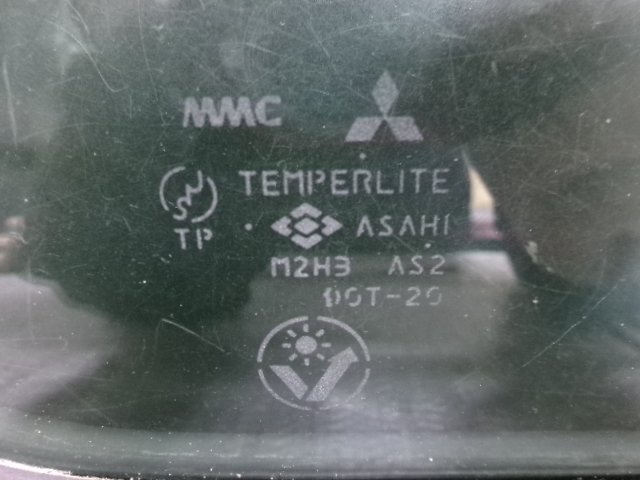 MMC
TEMPERLITE
TP
ASAHI
M2H3 AS2
DOT-20